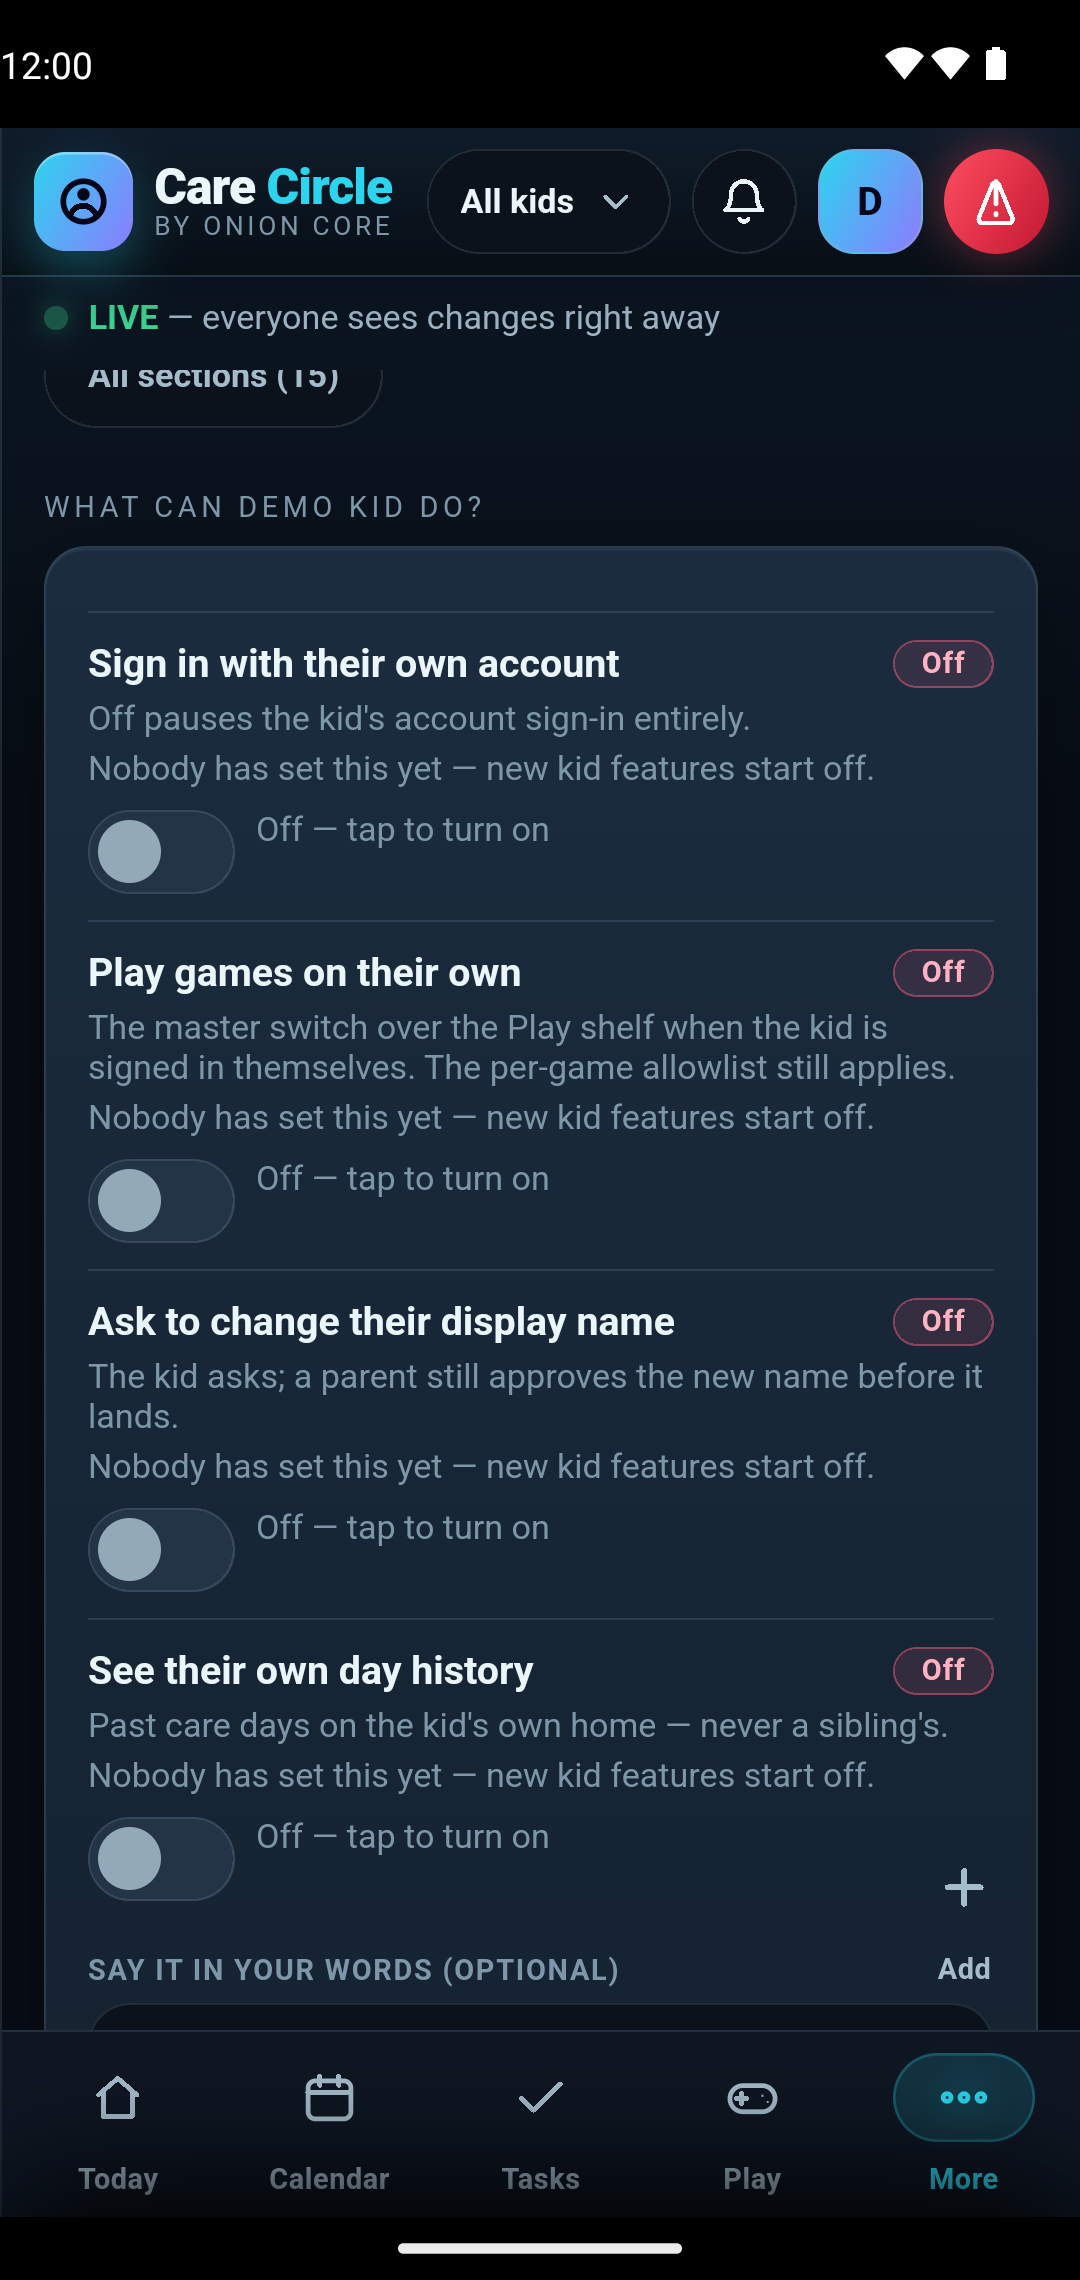 12:00
Care Circle
BY ONION CORE
All kids
D
LIVE — everyone sees changes right away
All sections (15)
WHAT CAN DEMO KID DO?
Sign in with their own account
Off
Off pauses the kid's account sign-in entirely.
Nobody has set this yet — new kid features start off.
Off — tap to turn on
Play games on their own
Off
The master switch over the Play shelf when the kid is
signed in themselves. The per-game allowlist still applies.
Nobody has set this yet — new kid features start off.
Off — tap to turn on
Ask to change their display name
Off
The kid asks; a parent still approves the new name before it
lands.
Nobody has set this yet — new kid features start off.
Off — tap to turn on
See their own day history
Off
Past care days on the kid's own home — never a sibling's.
Nobody has set this yet — new kid features start off.
Off — tap to turn on
SAY IT IN YOUR WORDS (OPTIONAL)
Add
Today
Calendar
Tasks
Play
More